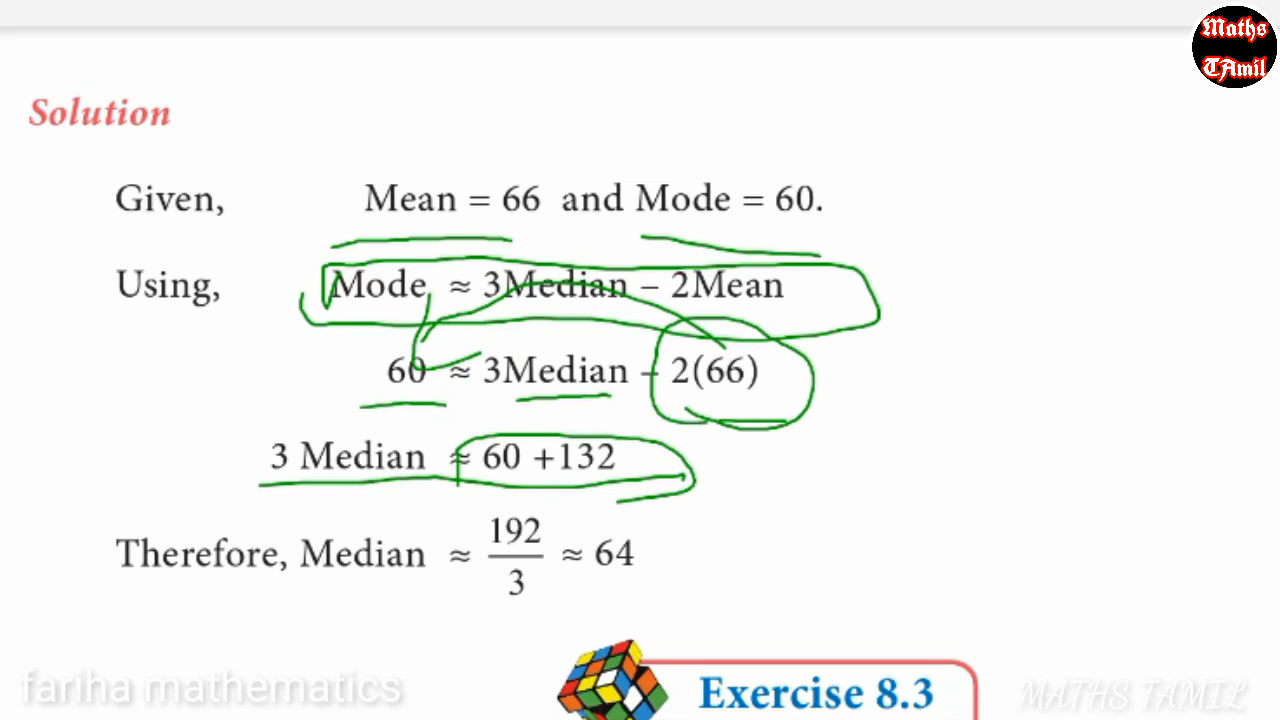 Maths
TAmil
Solution
Given, Mean = 66 and Mode = 60.
Using, Mode ≈ 3Median – 2Mean
60 ≈ 3Median – 2(66)
3 Median ≈ 60 +132
Therefore, Median ≈ 192/3 ≈ 64
Exercise 8.3
fariha mathematics
MATHS TAMIL